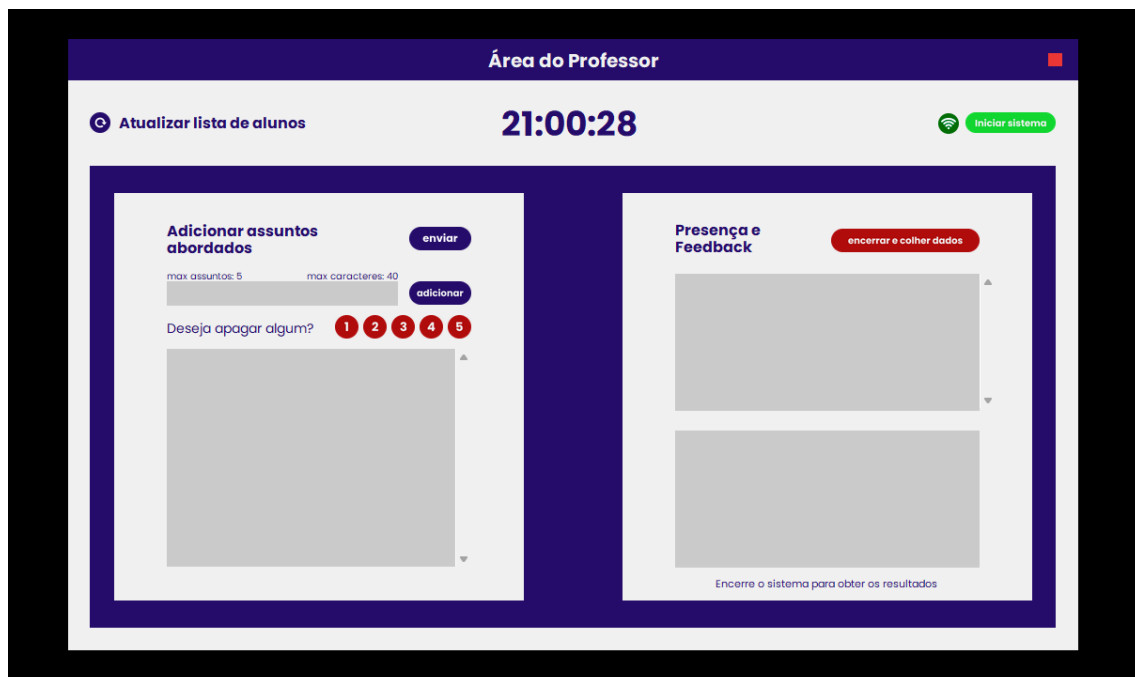 Área do Professor
Atualizar lista de alunos
21:00:28
Iniciar sistema
Adicionar assuntos
abordados
enviar
max assuntos: 5
max caracteres: 40
adicionar
Deseja apagar algum?
1 2 3 4 5
Presença e
Feedback
encerrar e colher dados
Encerre o sistema para obter os resultados